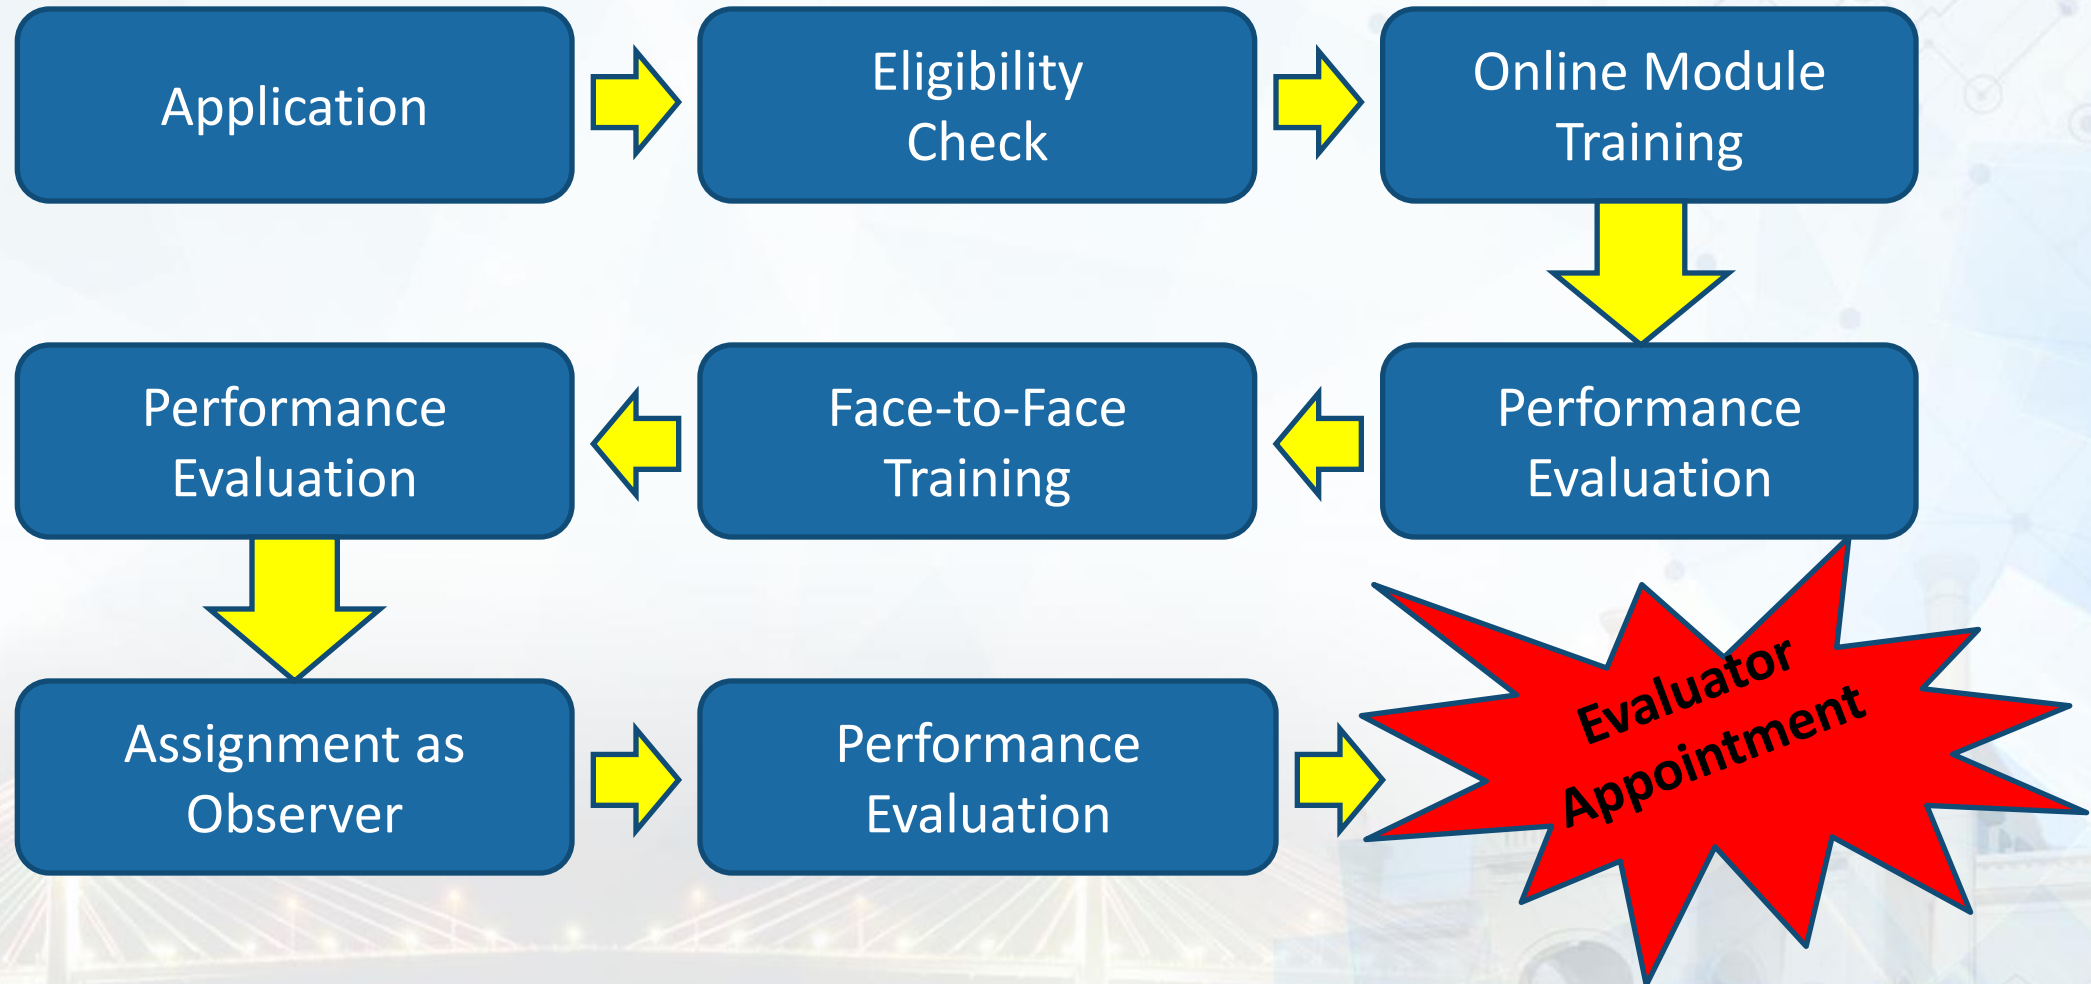 Application
Eligibility
Check
Online Module
Training
Performance
Evaluation
Face-to-Face
Training
Performance
Evaluation
Assignment as
Observer
Performance
Evaluation
Evaluator
Appointment